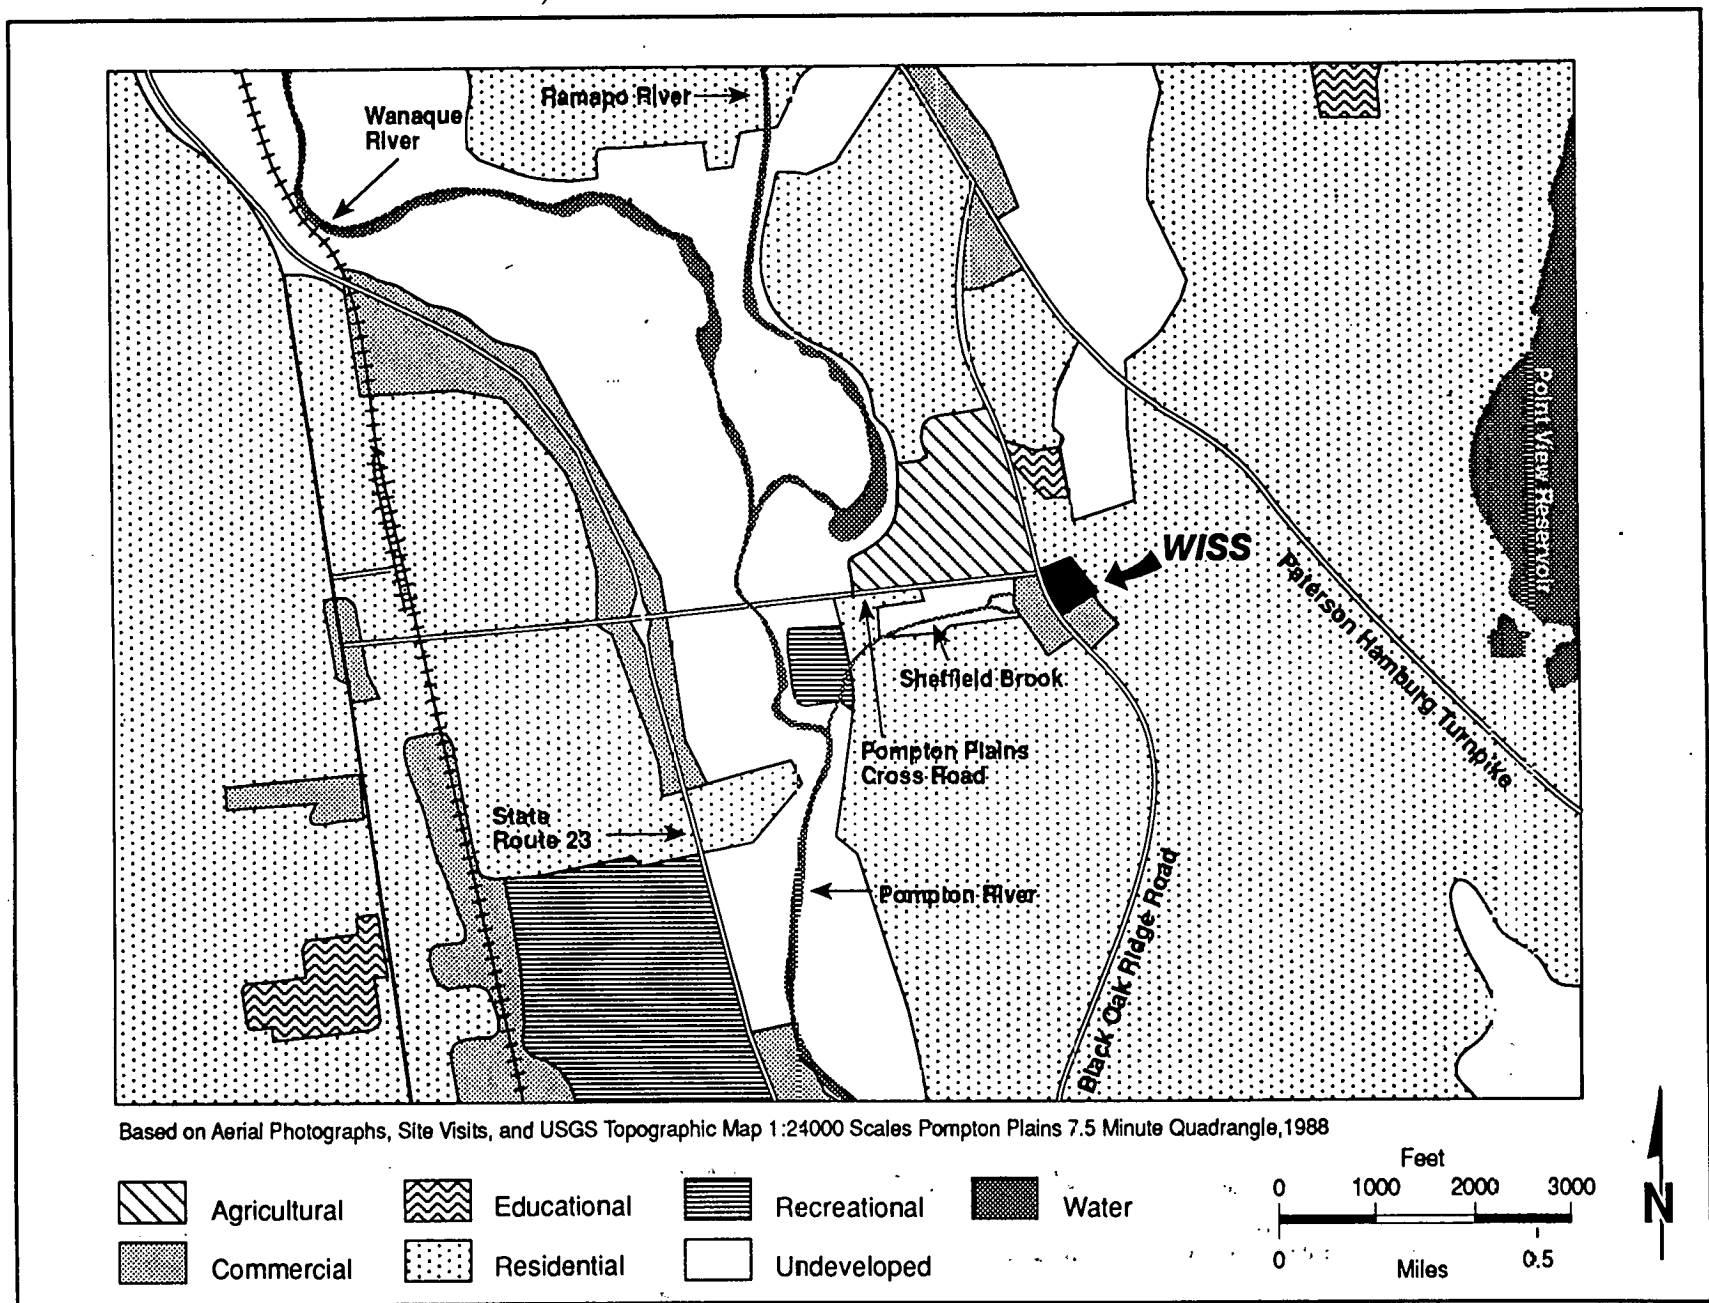 Ramapo River
Wanaque
River
Point View Reservoir
WISS
Paterson Hamburg Turnpike
Sheffield Brook
Pompton Plains
Cross Road
State
Route 23
Pompton River
Black Oak Ridge Road
Based on Aerial Photographs, Site Visits, and USGS Topographic Map 1:24000 Scales Pompton Plains 7.5 Minute Quadrangle,1988
Agricultural
Educational
Recreational
Water
Commercial
Residential
Undeveloped
Feet
0 1000 2000 3000
0 0.5
Miles
N